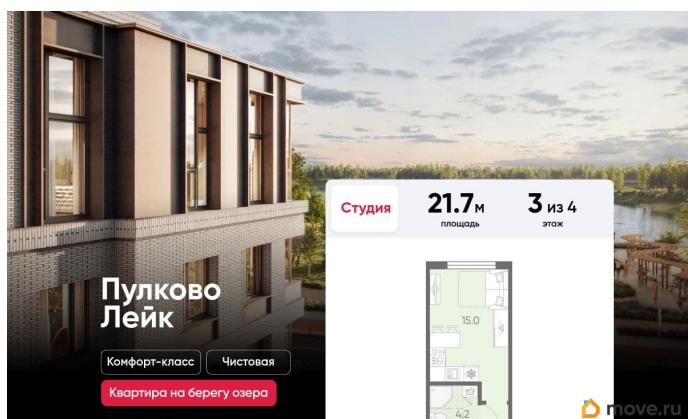 Студия
21.7 м
площадь
3 из 4
этаж
15.0
4.2
Пулково
Лейк
Комфорт-класс
Чистовая
Квартира на берегу озера
move.ru